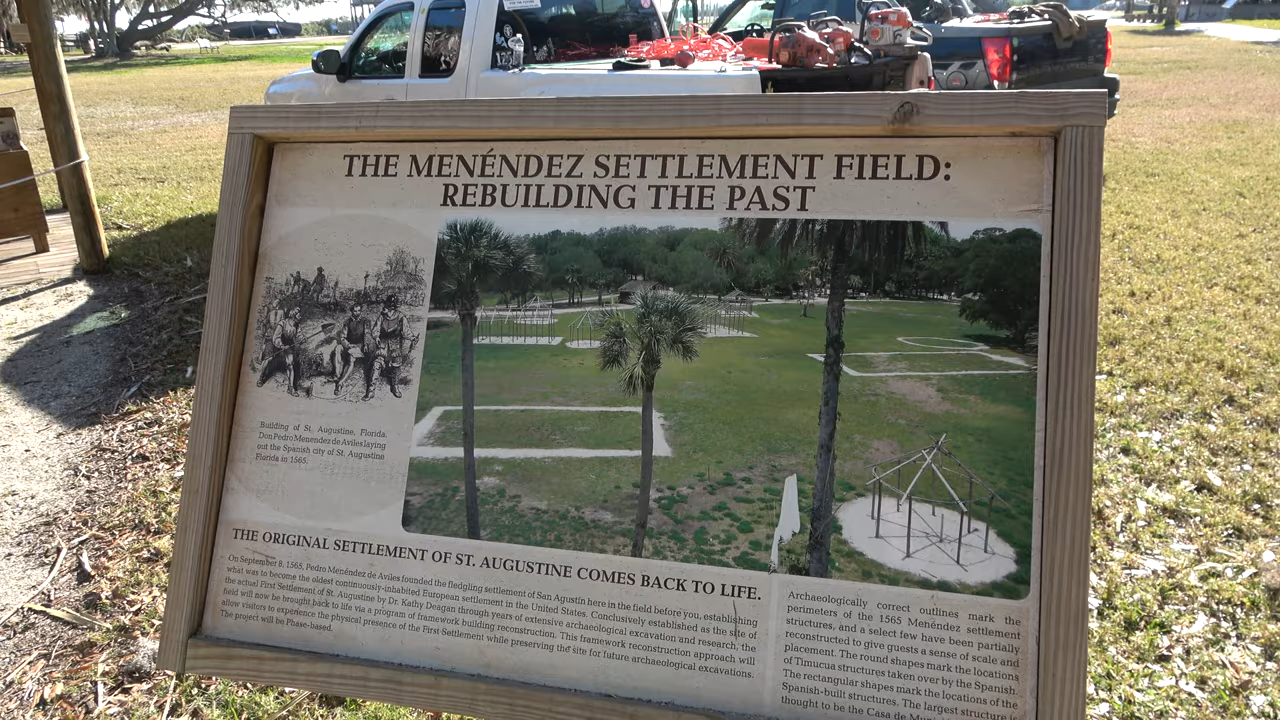 THE MENÉNDEZ SETTLEMENT FIELD:
REBUILDING THE PAST
Building of St. Augustine, Florida.
Don Pedro Menendez de Aviles laying
out the Spanish city of St. Augustine
Florida in 1565.
THE ORIGINAL SETTLEMENT OF ST. AUGUSTINE COMES BACK TO LIFE.
On September 8, 1565, Pedro Menéndez de Aviles founded the fledgling settlement of San Agustín here in the field before you, establishing
what was to become the oldest continuously-inhabited European settlement in the United States. Conclusively established as the site of
the actual First Settlement of St. Augustine by Dr. Kathy Deagan through years of extensive archaeological excavation and research, the
field will now be brought back to life via a program of framework building reconstruction. This framework reconstruction approach will
allow visitors to experience the physical presence of the First Settlement while preserving the site for future archaeological excavations.
The project will be Phase-based.
Archaeologically correct outlines mark the
perimeters of the 1565 Menéndez settlement
structures, and a select few have been partially
reconstructed to give guests a sense of scale and
placement. The round shapes mark the locations
of Timucua structures taken over by the Spanish.
The rectangular shapes mark the locations of the
Spanish-built structures. The largest structure is
thought to be the Casa de